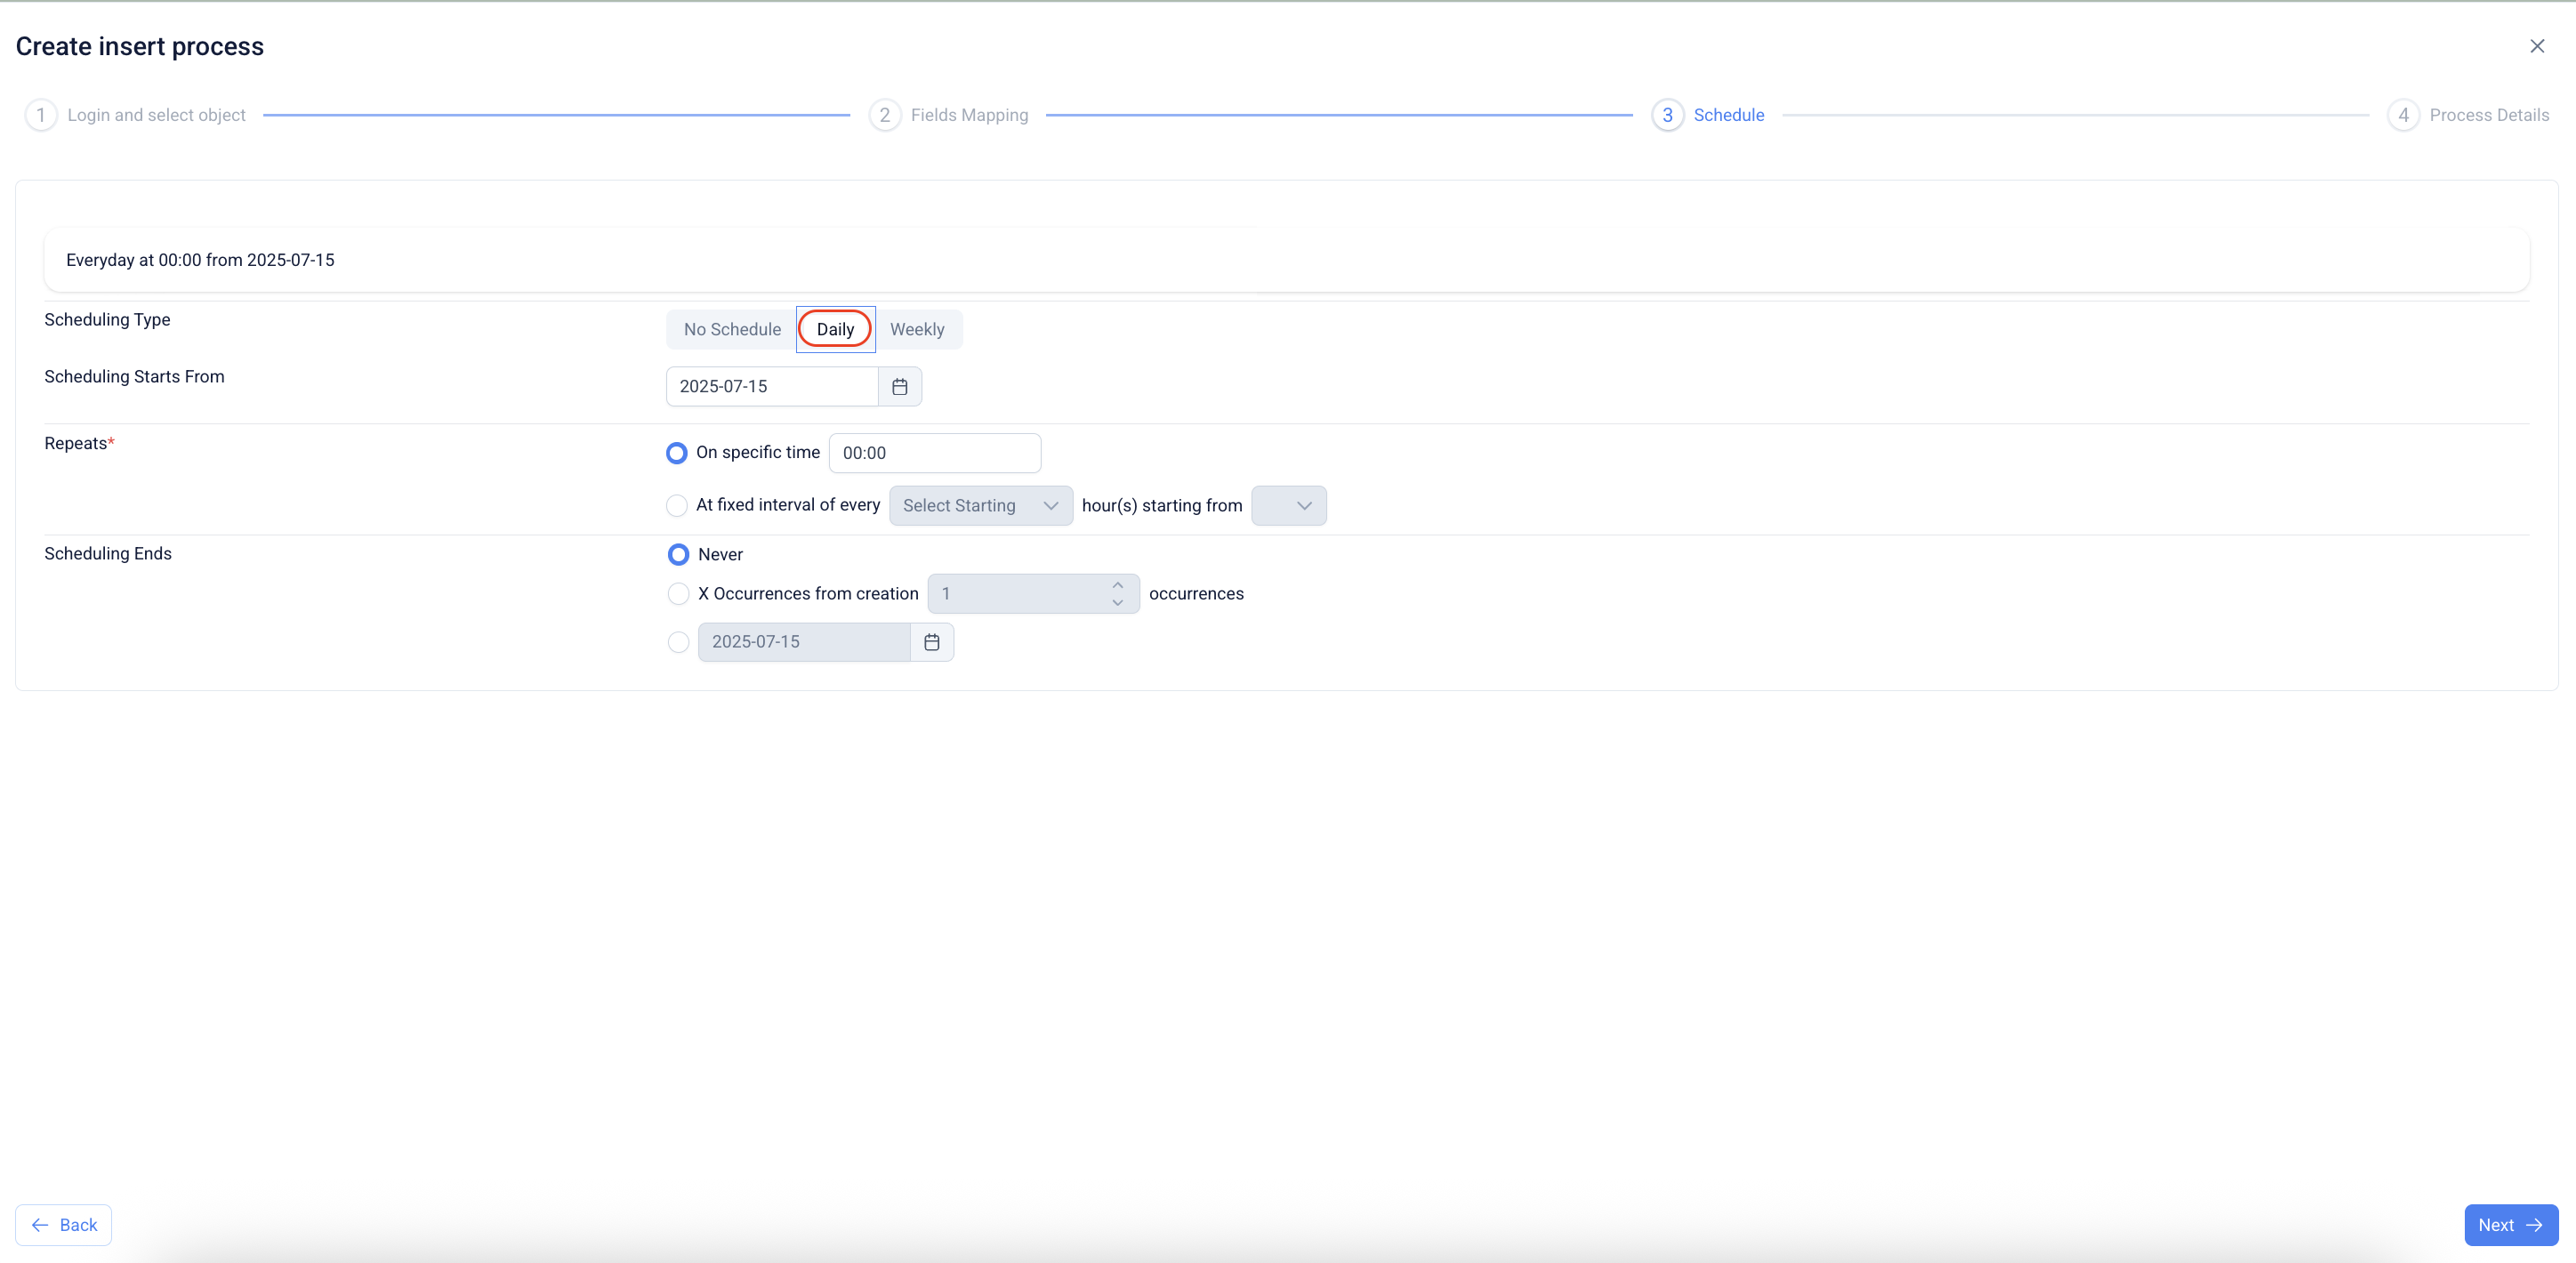 Create insert process
1 Login and select object 2 Fields Mapping 3 Schedule 4 Process Details
Everyday at 00:00 from 2025-07-15
Scheduling Type No Schedule Daily Weekly
Scheduling Starts From 2025-07-15
Repeats* On specific time 00:00
At fixed interval of every Select Starting hour(s) starting from
Scheduling Ends Never
X Occurrences from creation 1 occurrences
2025-07-15
Back Next